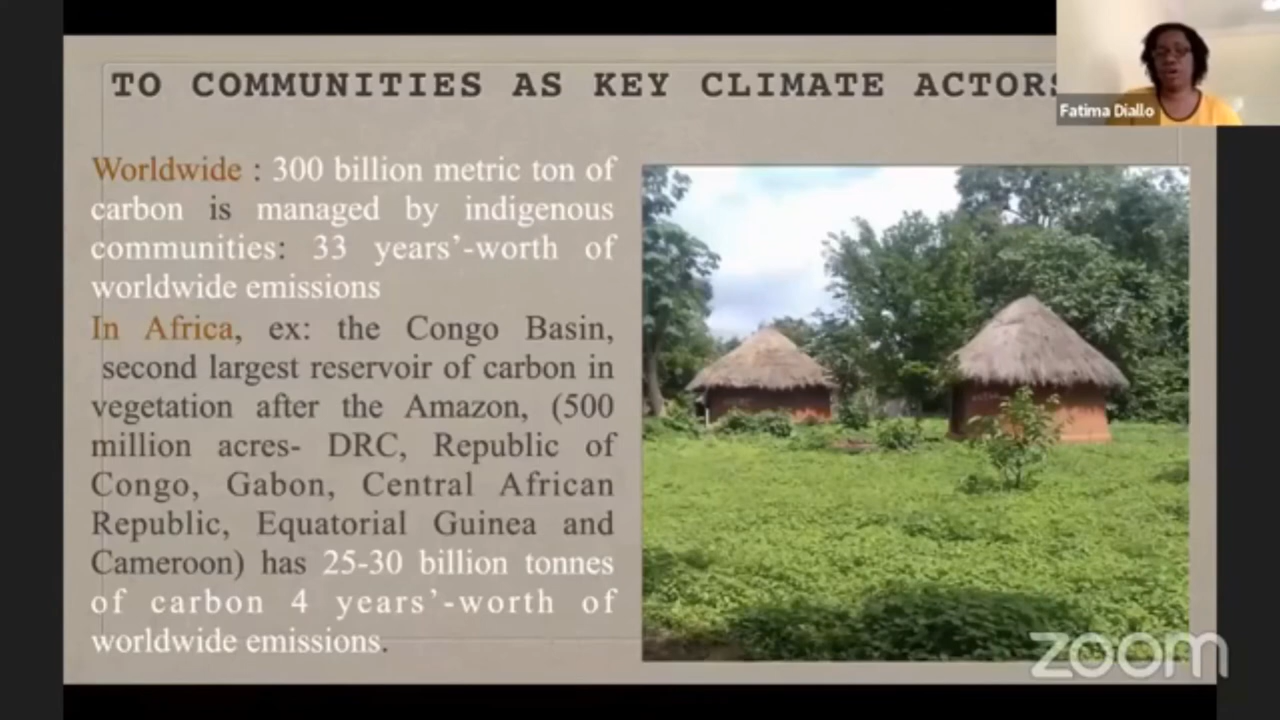 TO COMMUNITIES AS KEY CLIMATE ACTORS
Fatima Diallo
Worldwide : 300 billion metric ton of
carbon is managed by indigenous
communities: 33 years’-worth of
worldwide emissions
In Africa, ex: the Congo Basin,
second largest reservoir of carbon in
vegetation after the Amazon, (500
million acres- DRC, Republic of
Congo, Gabon, Central African
Republic, Equatorial Guinea and
Cameroon) has 25-30 billion tonnes
of carbon 4 years’-worth of
worldwide emissions.
zoom